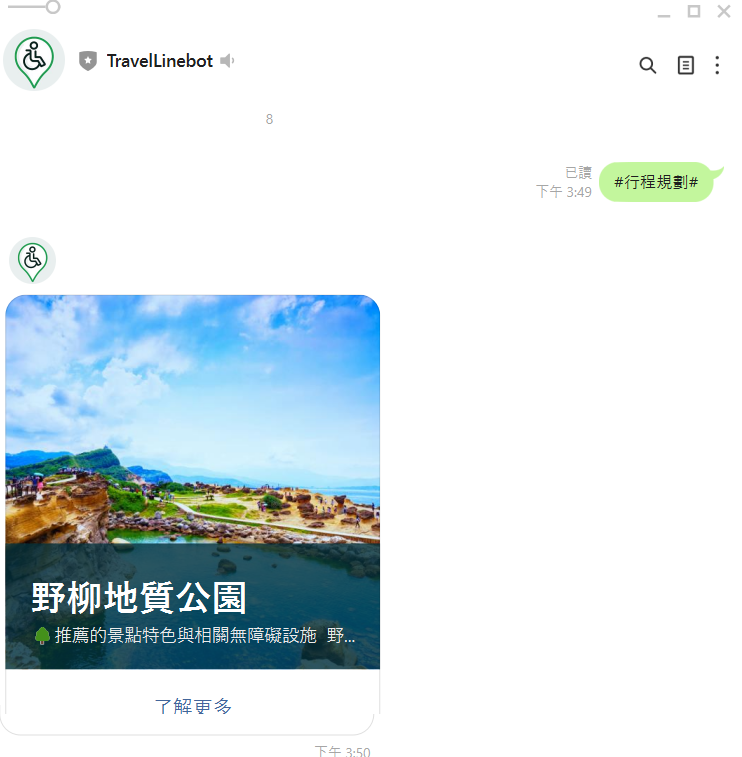 TravelLinebot
8
已讀
下午 3:49
#行程規劃#
野柳地質公園
推薦的景點特色與相關無障礙設施 野...
了解更多
下午 3:50